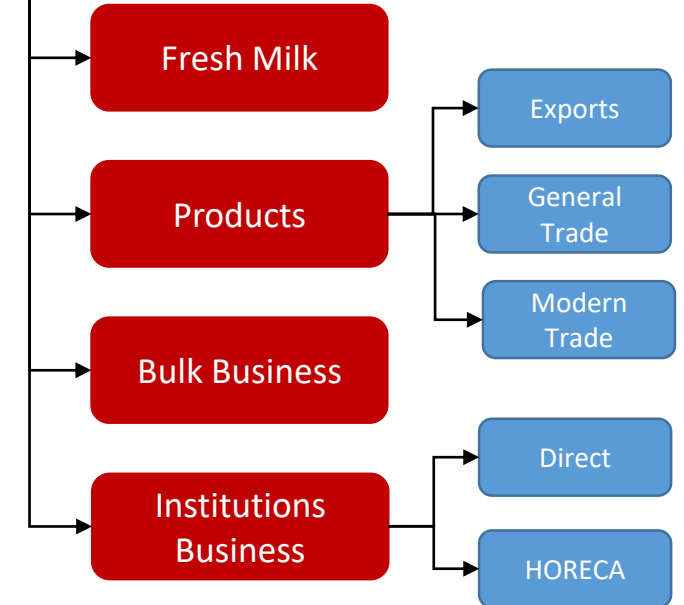 Fresh Milk
Products
Exports
General
Trade
Modern
Trade
Bulk Business
Institutions
Business
Direct
HORECA